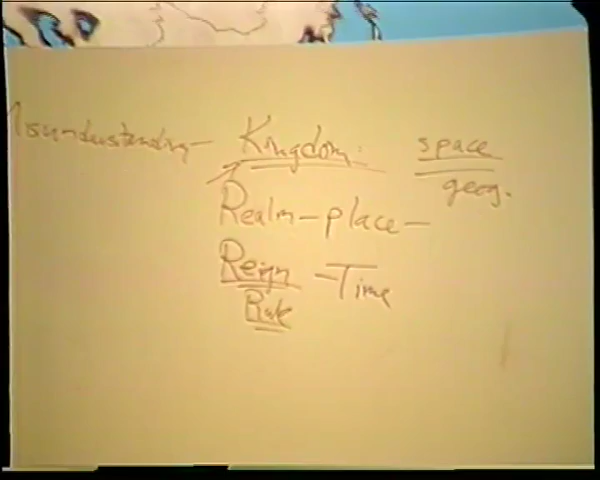 Misunderstanding - Kingdom: space
geog.
Realm - place -
Reign - Time
Rule